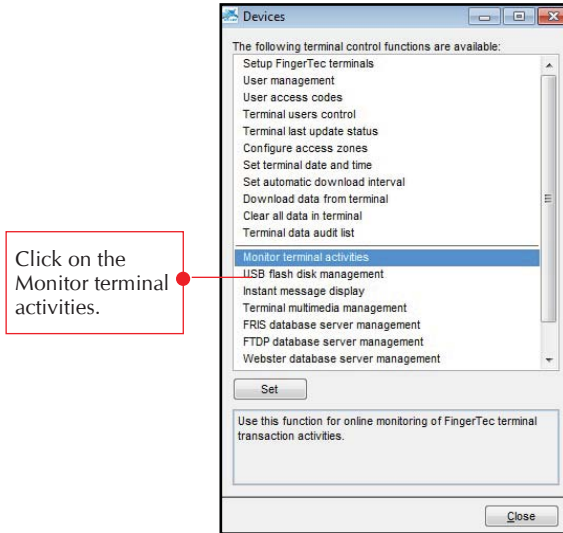 Devices
The following terminal control functions are available:
Setup FingerTec terminals
User management
User access codes
Terminal users control
Terminal last update status
Configure access zones
Set terminal date and time
Set automatic download interval
Download data from terminal
Clear all data in terminal
Terminal data audit list
Monitor terminal activities
USB flash disk management
Instant message display
Terminal multimedia management
FRIS database server management
FTDP database server management
Webster database server management
Click on the
Monitor terminal
activities.
Set
Use this function for online monitoring of FingerTec terminal
transaction activities.
Close